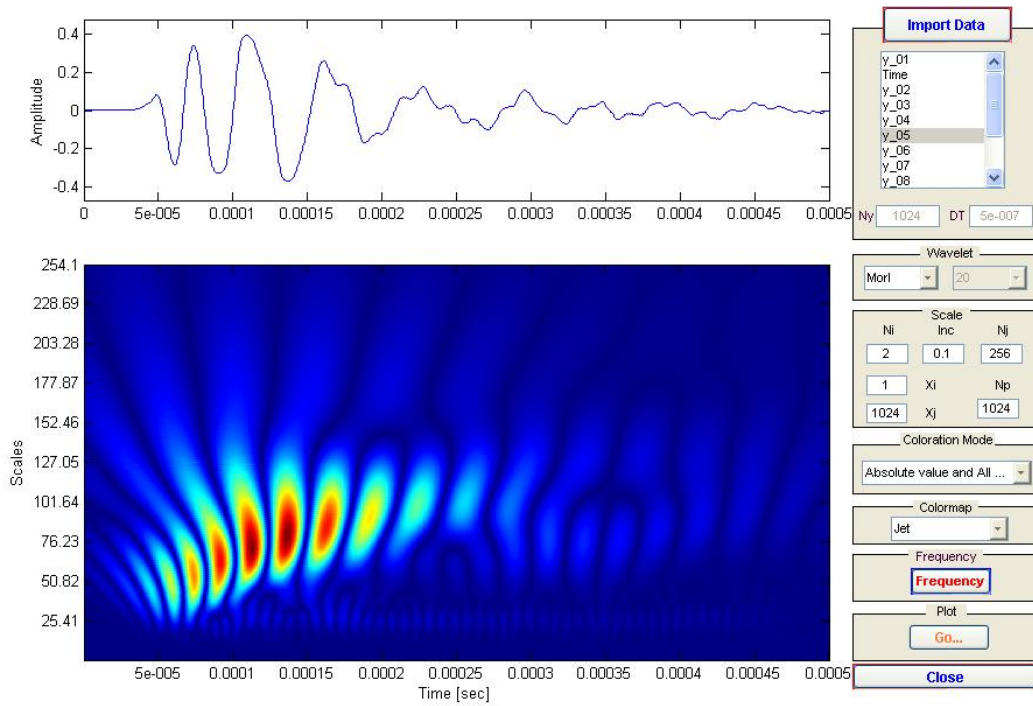 0.4
0.2
0
-0.2
-0.4
Amplitude
0 5e-005 0.0001 0.00015 0.0002 0.00025 0.0003 0.00035 0.0004 0.00045 0.0005
254.1
228.69
203.28
177.87
152.46
127.05
101.64
76.23
50.82
25.41
Scales
5e-005 0.0001 0.00015 0.0002 0.00025 0.0003 0.00035 0.0004 0.00045 0.0005
Time [sec]
Import Data
y_01
Time
y_02
y_03
y_04
y_05
y_06
y_07
y_08
Ny 1024 DT 5e-007
Wavelet
Morl 20
Scale
Ni Inc Nj
2 0.1 256
1 Xi Np
1024 Xj 1024
Coloration Mode
Absolute value and All ...
Colormap
Jet
Frequency
Frequency
Plot
Go...
Close